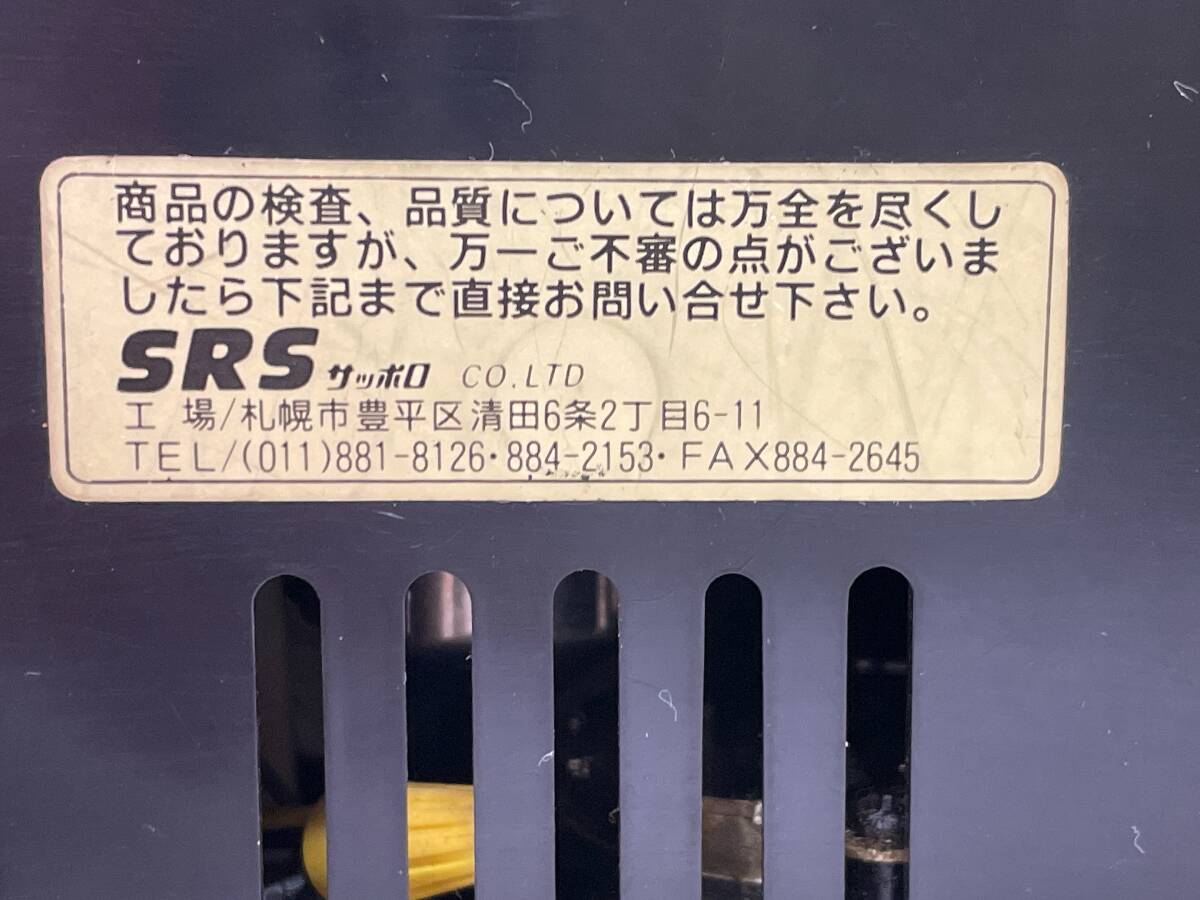 商品の検査、品質については万全を尽くし
ておりますが、万一ご不審の点がございま
したら下記まで直接お問い合せ下さい。
SRS サッポロ CO.LTD
工 場/札幌市豊平区清田6条2丁目6-11
TEL/(011)881-8126・884-2153・FAX884-2645